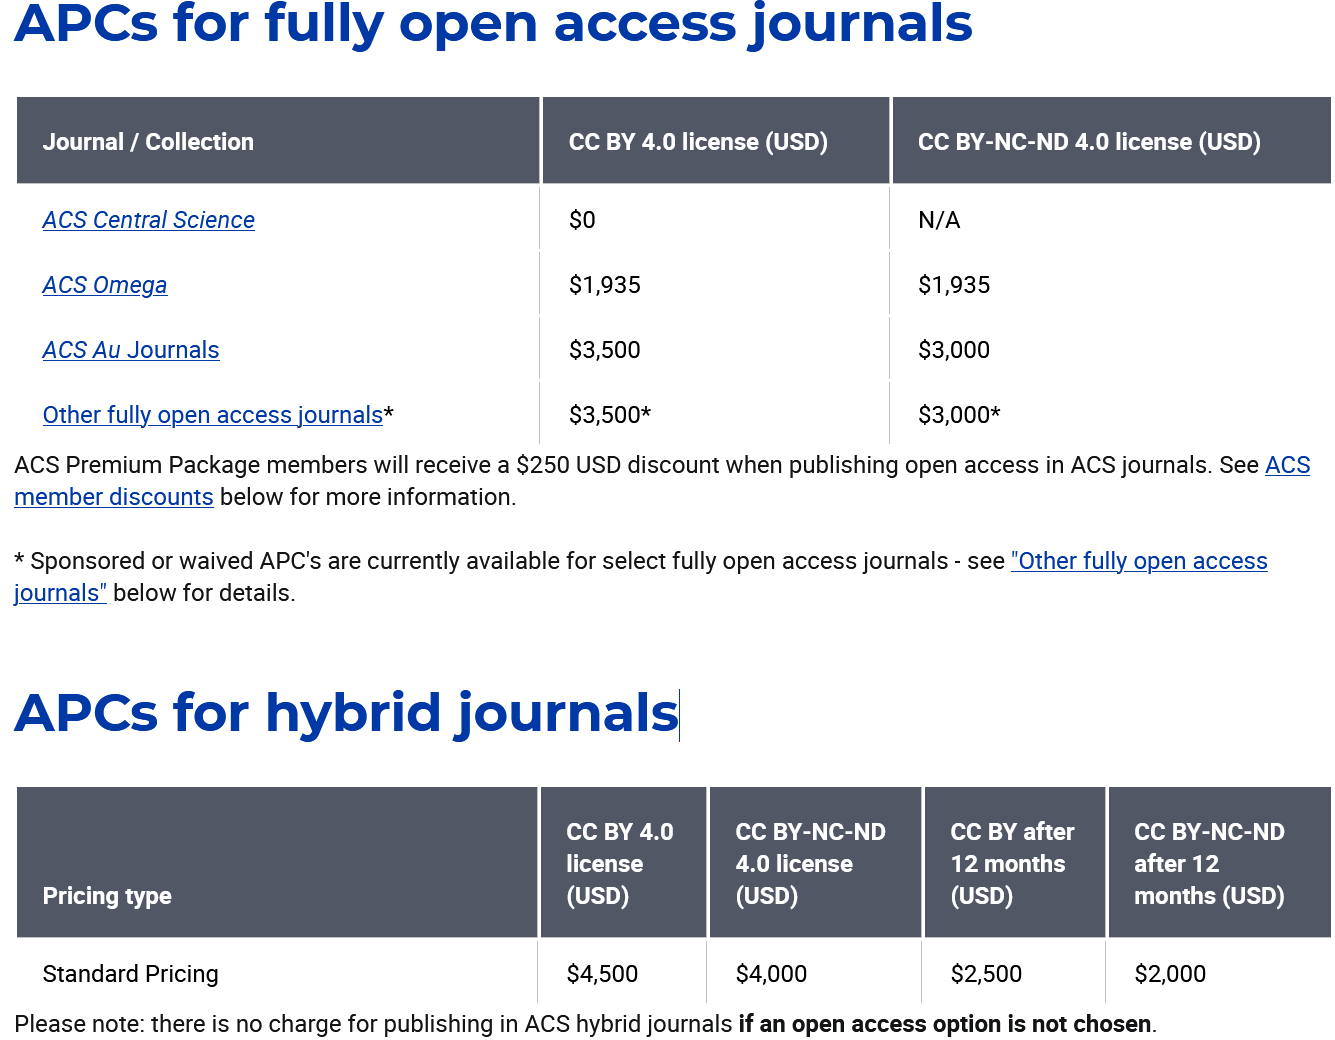 APCs for fully open access journals
Journal / Collection CC BY 4.0 license (USD) CC BY-NC-ND 4.0 license (USD)
ACS Central Science $0 N/A
ACS Omega $1,935 $1,935
ACS Au Journals $3,500 $3,000
Other fully open access journals* $3,500* $3,000*
ACS Premium Package members will receive a $250 USD discount when publishing open access in ACS journals. See ACS
member discounts below for more information.
* Sponsored or waived APC's are currently available for select fully open access journals - see "Other fully open access
journals" below for details.
APCs for hybrid journals
Pricing type
CC BY 4.0
license
(USD)
CC BY-NC-ND
4.0 license
(USD)
CC BY after
12 months
(USD)
CC BY-NC-ND
after 12
months (USD)
Standard Pricing $4,500 $4,000 $2,500 $2,000
Please note: there is no charge for publishing in ACS hybrid journals if an open access option is not chosen.